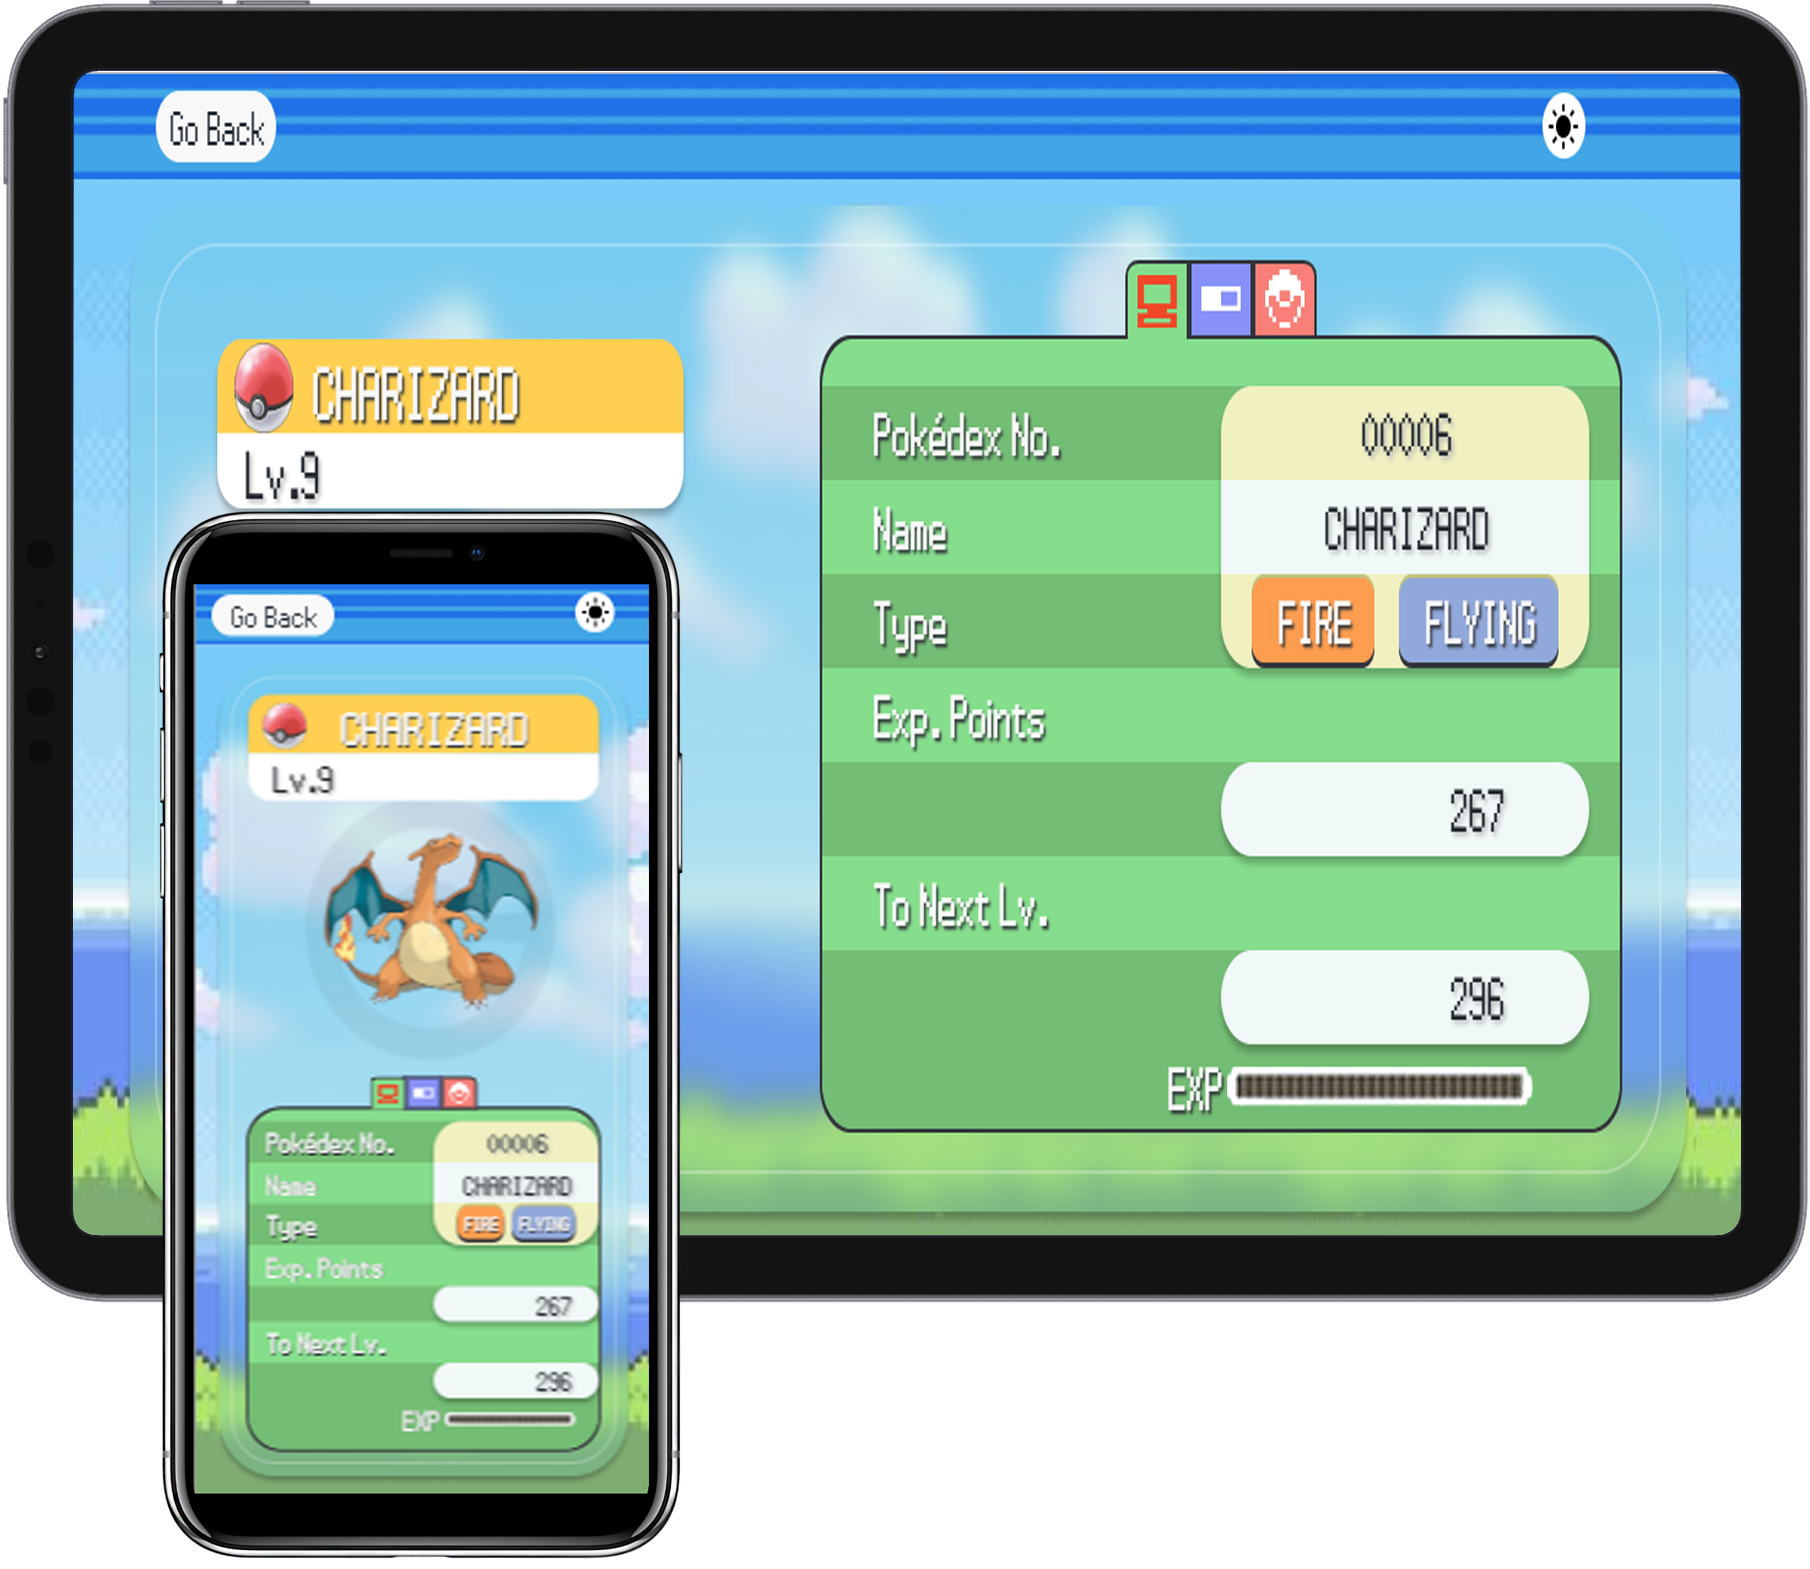 Go Back
CHARIZARD
Lv.9
Pokédex No. 00006
Name CHARIZARD
Type FIRE FLYING
Exp. Points
267
To Next Lv.
296
EXP
Go Back
CHARIZARD
Lv.9
Pokédex No. 00006
Name CHARIZARD
Type FIRE FLYING
Exp. Points
267
To Next Lv.
296
EXP